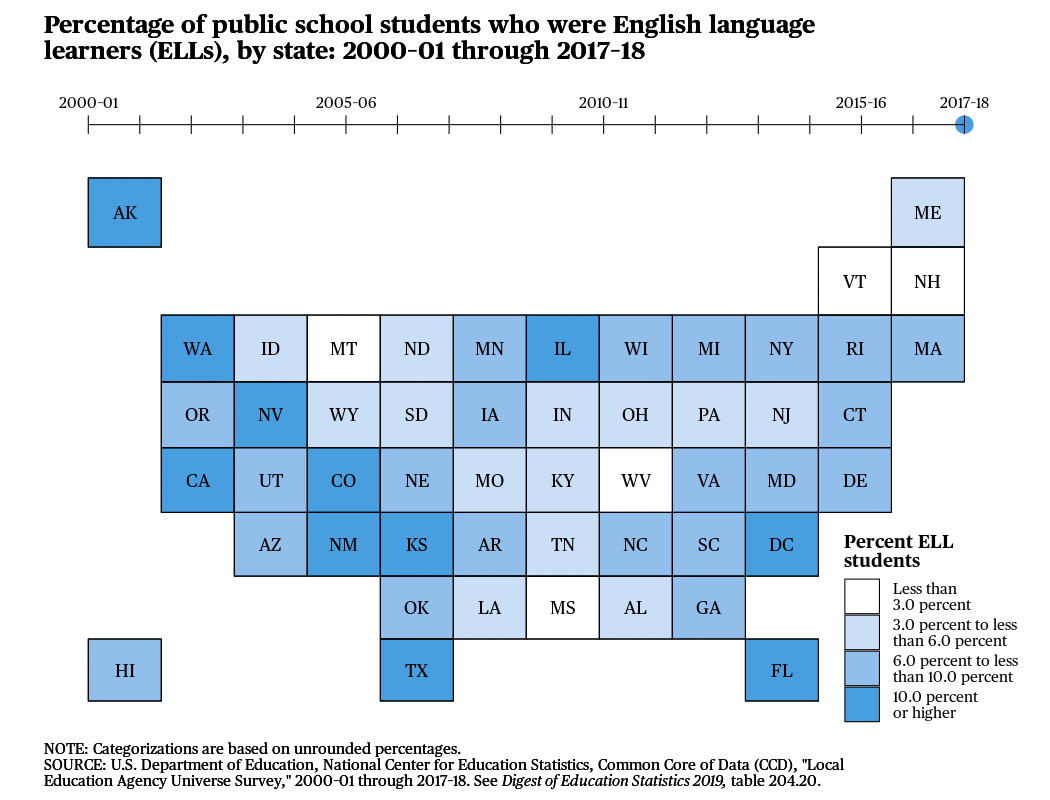 Percentage of public school students who were English language
learners (ELLs), by state: 2000-01 through 2017-18
2000-01 2005-06 2010-11 2015-16 2017-18
AK ME
VT NH
WA ID MT ND MN IL WI MI NY RI MA
OR NV WY SD IA IN OH PA NJ CT
CA UT CO NE MO KY WV VA MD DE
AZ NM KS AR TN NC SC DC
OK LA MS AL GA
HI TX FL
Percent ELL
students
Less than
3.0 percent
3.0 percent to less
than 6.0 percent
6.0 percent to less
than 10.0 percent
10.0 percent
or higher
NOTE: Categorizations are based on unrounded percentages.
SOURCE: U.S. Department of Education, National Center for Education Statistics, Common Core of Data (CCD), "Local
Education Agency Universe Survey," 2000-01 through 2017-18. See Digest of Education Statistics 2019, table 204.20.